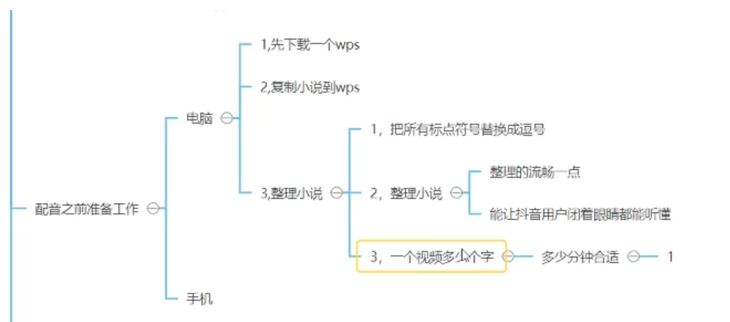 1,先下载一个wps
2,复制小说到wps
电脑
1，把所有标点符号替换成逗号
整理的流畅一点
3,整理小说
2，整理小说
配音之前准备工作
能让抖音用户闭着眼睛都能听懂
3，一个视频多少个字
多少分钟合适
1
手机